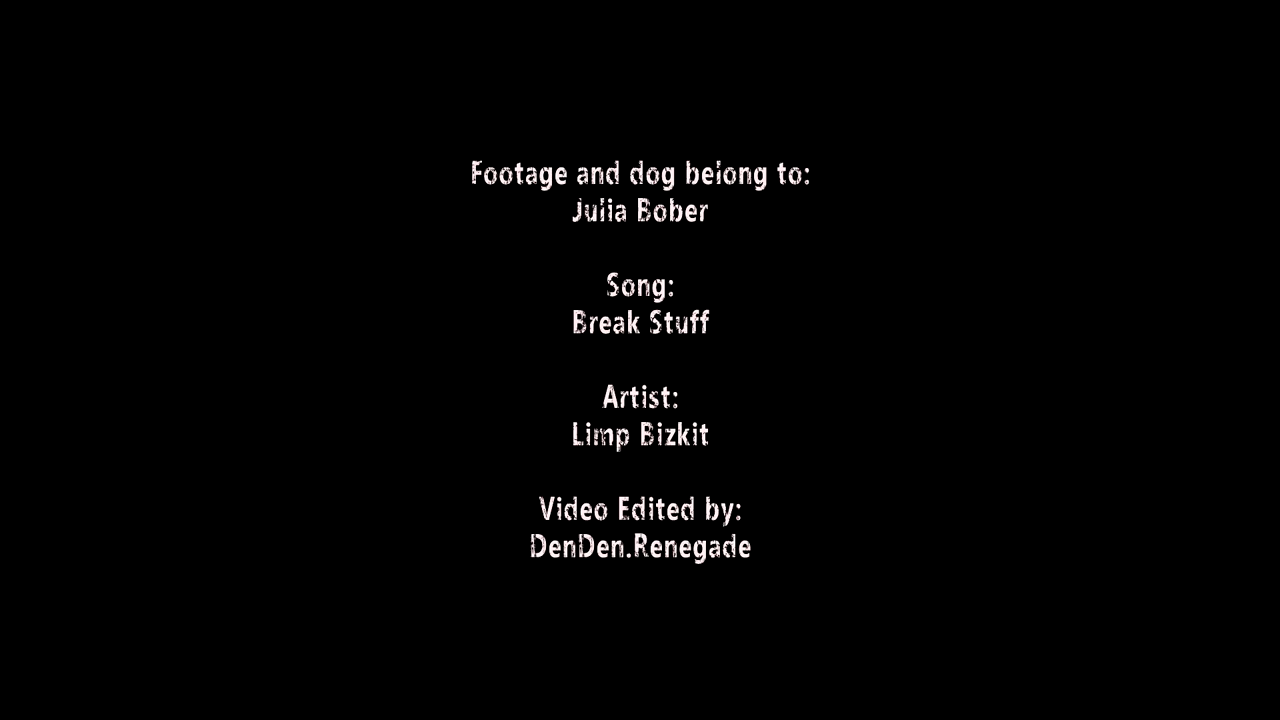 Footage and dog belong to:
Julia Bober
Song:
Break Stuff
Artist:
Limp Bizkit
Video Edited by:
DenDen.Renegade